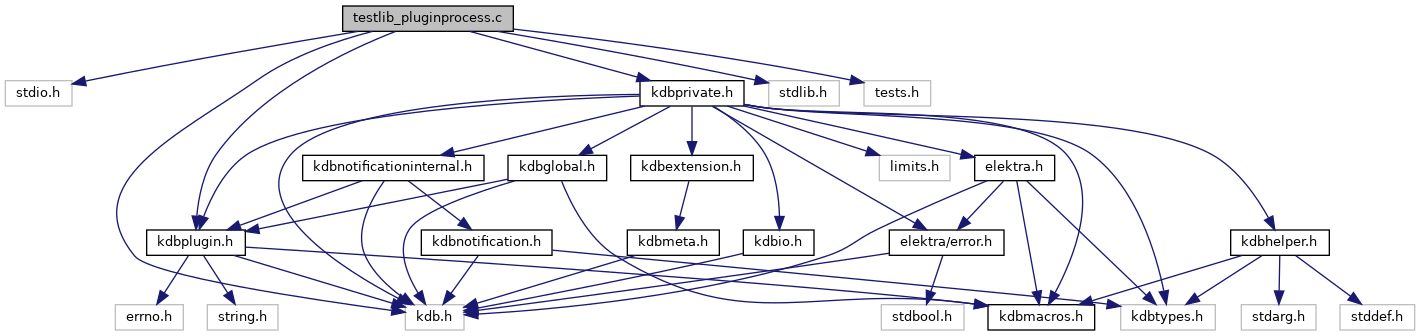 testlib_pluginprocess.c
stdio.h
kdbprivate.h
stdlib.h
tests.h
kdbnotificationinternal.h
kdbglobal.h
kdbextension.h
limits.h
elektra.h
kdbplugin.h
kdbnotification.h
kdbmeta.h
kdbio.h
elektra/error.h
kdbhelper.h
errno.h
string.h
kdb.h
stdbool.h
kdbmacros.h
kdbtypes.h
stdarg.h
stddef.h